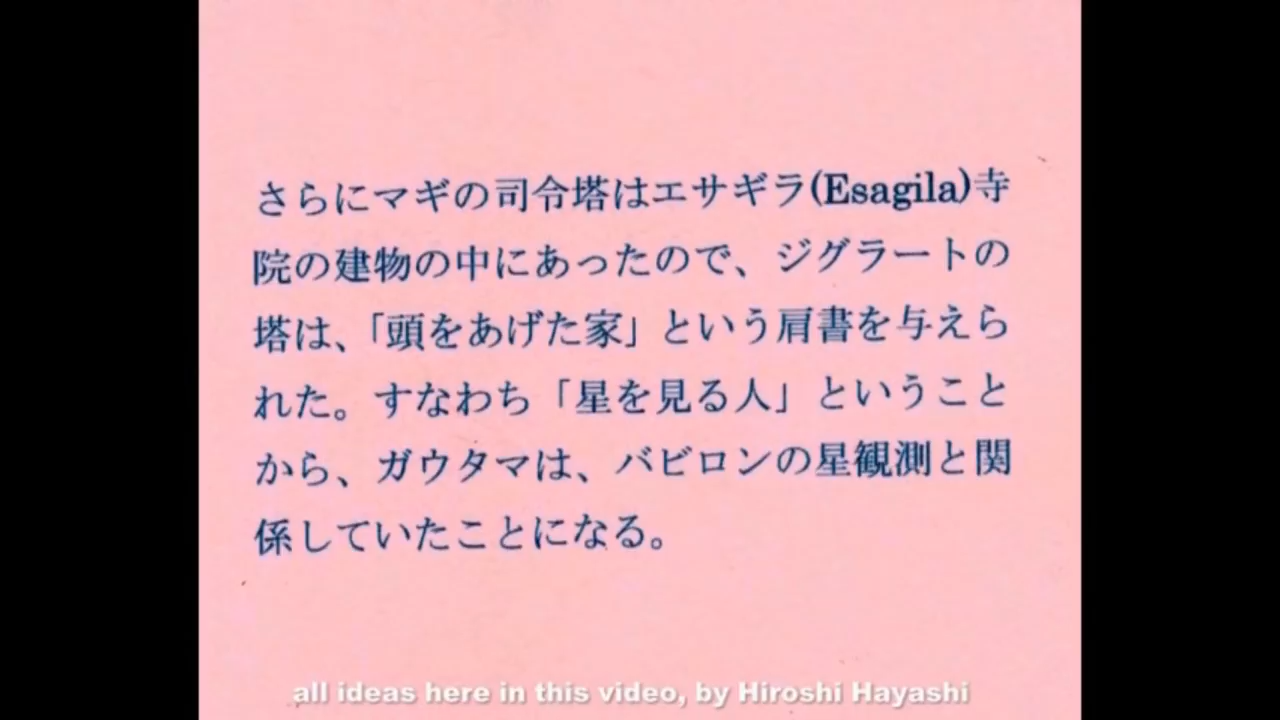 さらにマギの司令塔はエサギラ(Esagila)寺
院の建物の中にあったので、ジグラートの
塔は、「頭をあげた家」という肩書を与えら
れた。すなわち「星を見る人」ということ
から、ガウタマは、バビロンの星観測と関
係していたことになる。
all ideas here in this video, by Hiroshi Hayashi